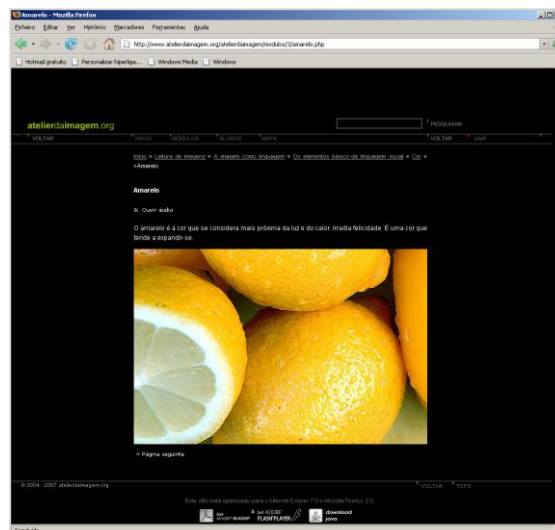 Amarelo - Mozilla Firefox
Ficheiro Editar Ver Histórico Marcadores Ferramentas Ajuda
http://www.atelierdaimagem.org/atelierdaimagem/modulos/3/amarelo.php
Hotmail gratuito Personalizar hiperliga... Windows Media Windows
atelierdaimagem.org PESQUISAR
VOLTAR INÍCIO MÓDULOS ALUNOS MAPA VOLTAR SAIR
Início » Leitura de imagens » A imagem como linguagem » Os elementos básico da linguagem visual » Cor »
»Amarelo
Amarelo
Ouvir áudio
O amarelo é a cor que se considera mais próxima da luz e do calor. Irradia felicidade. É uma cor que
tende a expandir-se.
» Página seguinte
© 2004 - 2007 atelierdaimagem.org VOLTAR TOPO
Este sítio está optimizado para o Internet Explorer 7.0 e Mozilla Firefox 2.0
Get ADOBE READER Get ADOBE FLASH PLAYER download java